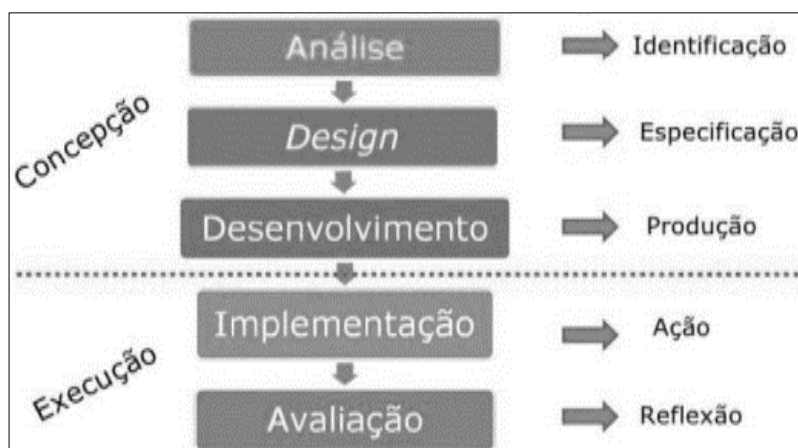 Análise
Identificação
Design
Especificação
Concepção
Desenvolvimento
Produção
Implementação
Ação
Execução
Avaliação
Reflexão